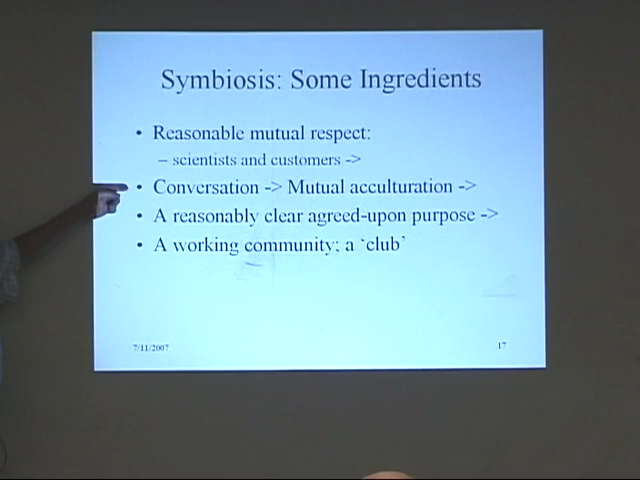 Symbiosis: Some Ingredients
• Reasonable mutual respect:
– scientists and customers ->
• Conversation -> Mutual acculturation ->
• A reasonably clear agreed-upon purpose ->
• A working community; a ‘club’
7/11/2007
17